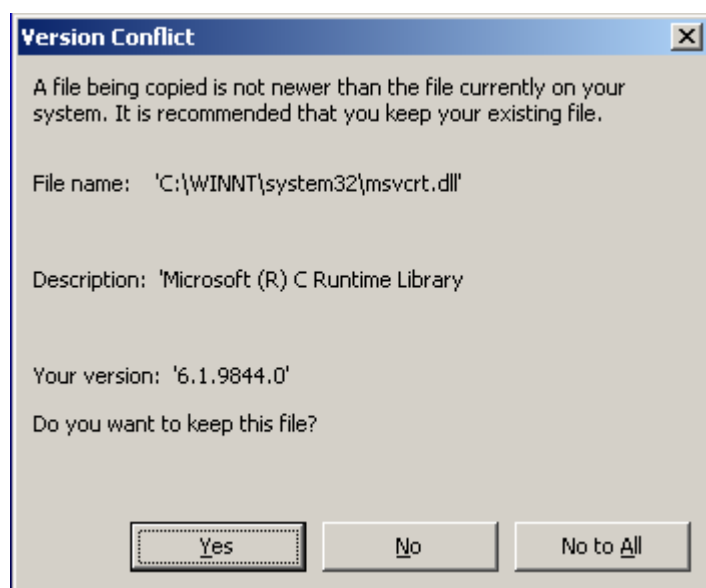 Version Conflict
A file being copied is not newer than the file currently on your
system. It is recommended that you keep your existing file.
File name: 'C:\WINNT\system32\msvcrt.dll'
Description: 'Microsoft (R) C Runtime Library
Your version: '6.1.9844.0'
Do you want to keep this file?
Yes No No to All